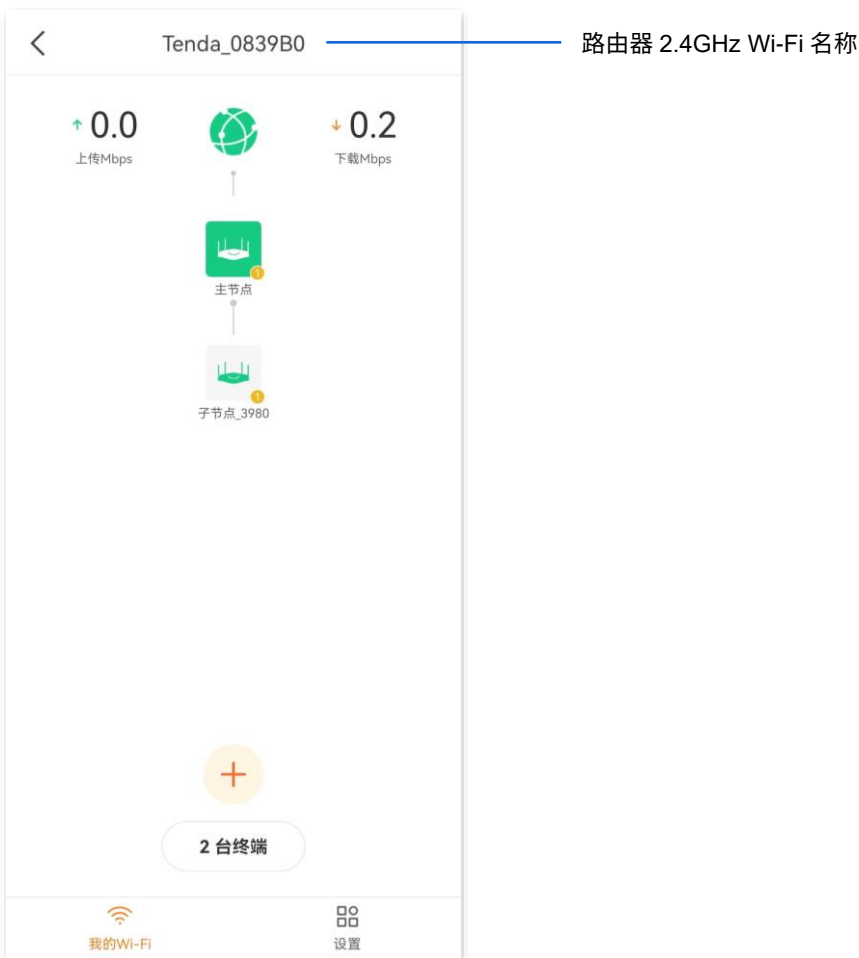 Tenda_0839B0
路由器 2.4GHz Wi-Fi 名称
↑ 0.0
上传Mbps
↓ 0.2
下载Mbps
1
主节点
1
子节点_3980
+
2 台终端
我的Wi-Fi
设置